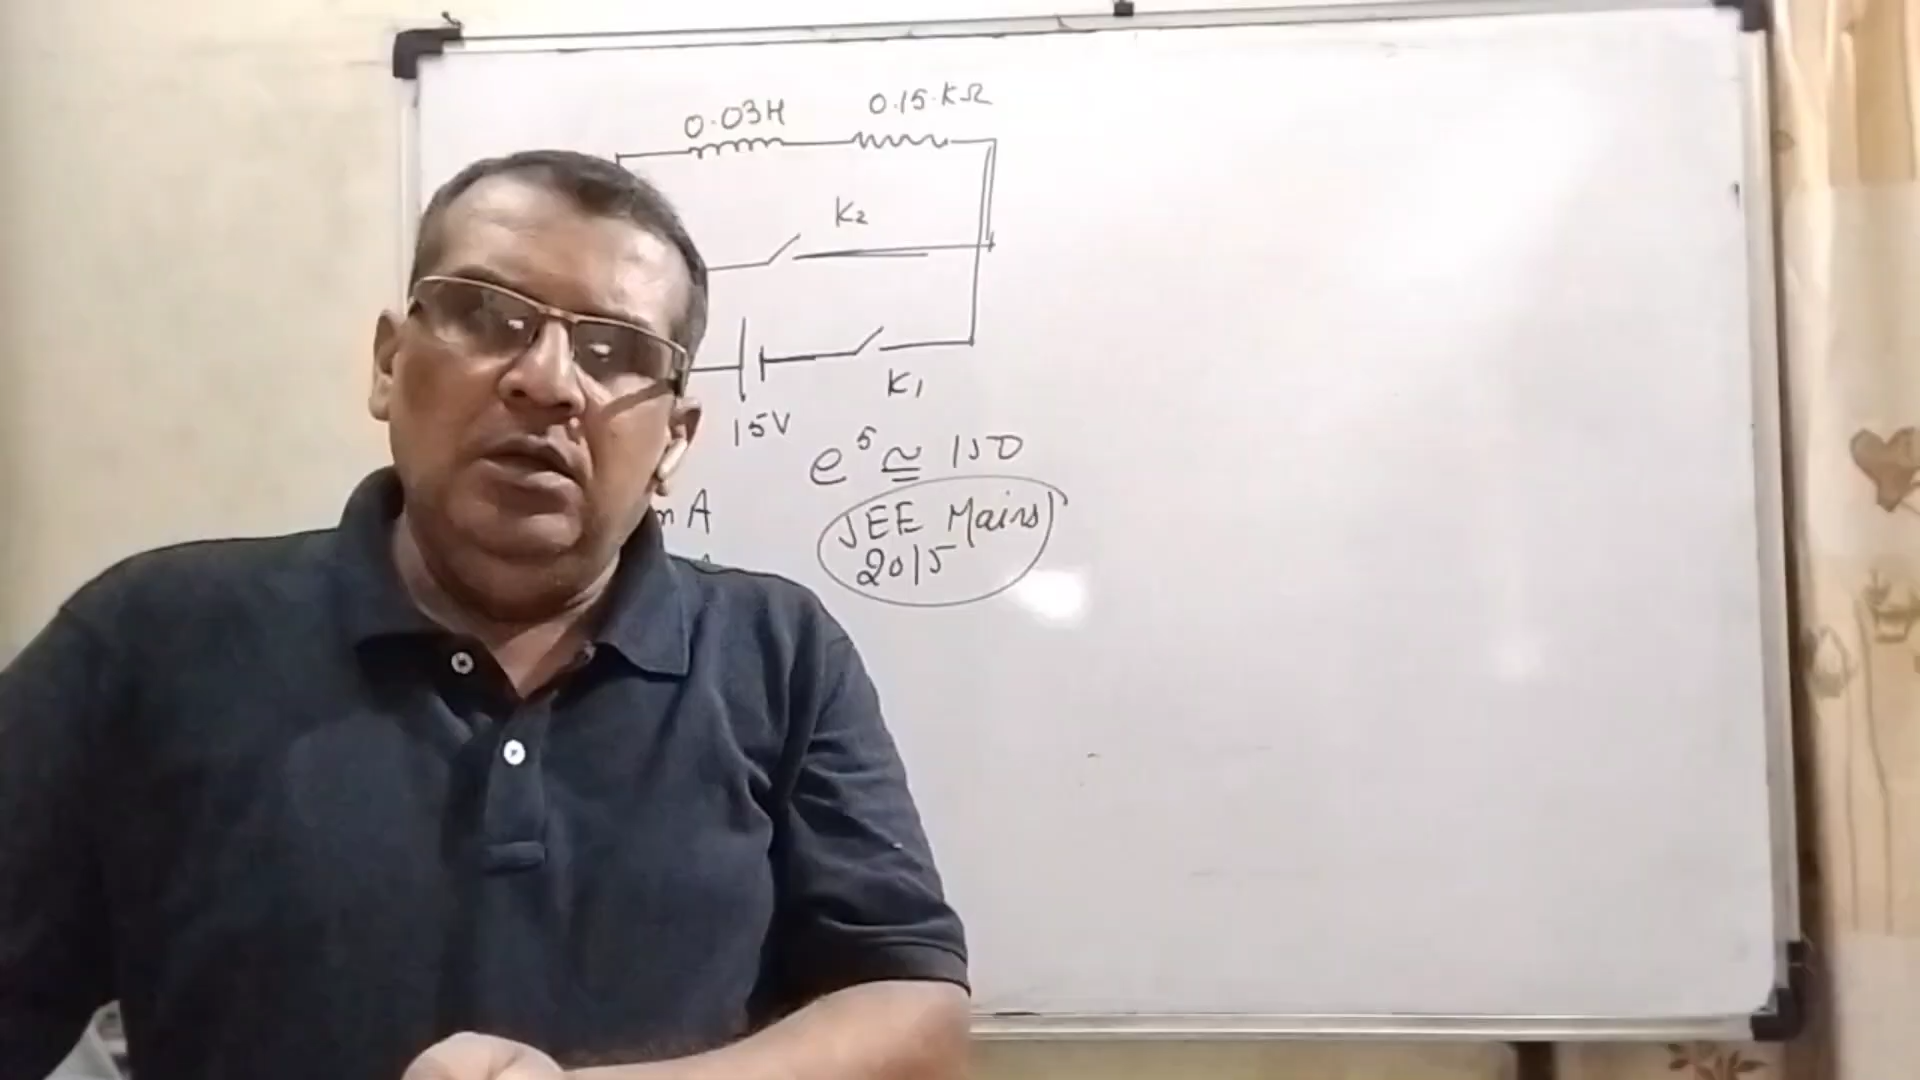 0.03H 0.15.KΩ
K₂
K₁
15V
e⁵ ≅ 150
mA
JEE Mains
2015